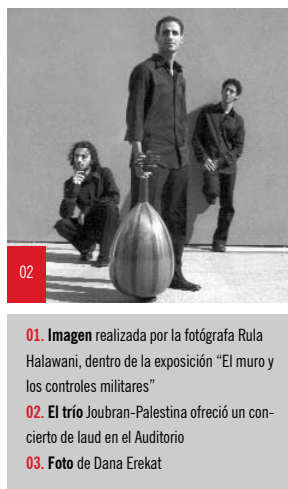 02
01. Imagen realizada por la fotógrafa Rula
Halawani, dentro de la exposición “El muro y
los controles militares”
02. El trío Joubran-Palestina ofreció un con-
cierto de laud en el Auditorio
03. Foto de Dana Erekat